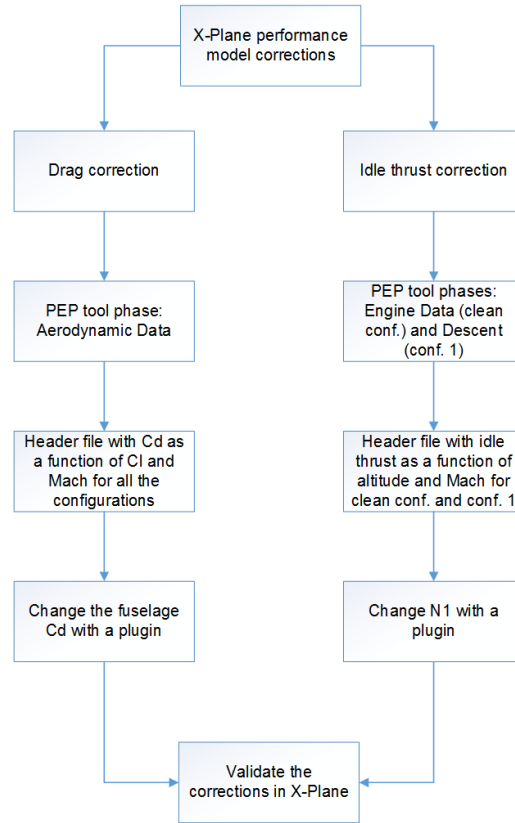 X-Plane performance
model corrections
Drag correction
Idle thrust correction
PEP tool phase:
Aerodynamic Data
PEP tool phases:
Engine Data (clean
conf.) and Descent
(conf. 1)
Header file with Cd as
a function of Cl and
Mach for all the
configurations
Header file with idle
thrust as a function of
altitude and Mach for
clean conf. and conf. 1
Change the fuselage
Cd with a plugin
Change N1 with a
plugin
Validate the
corrections in X-Plane